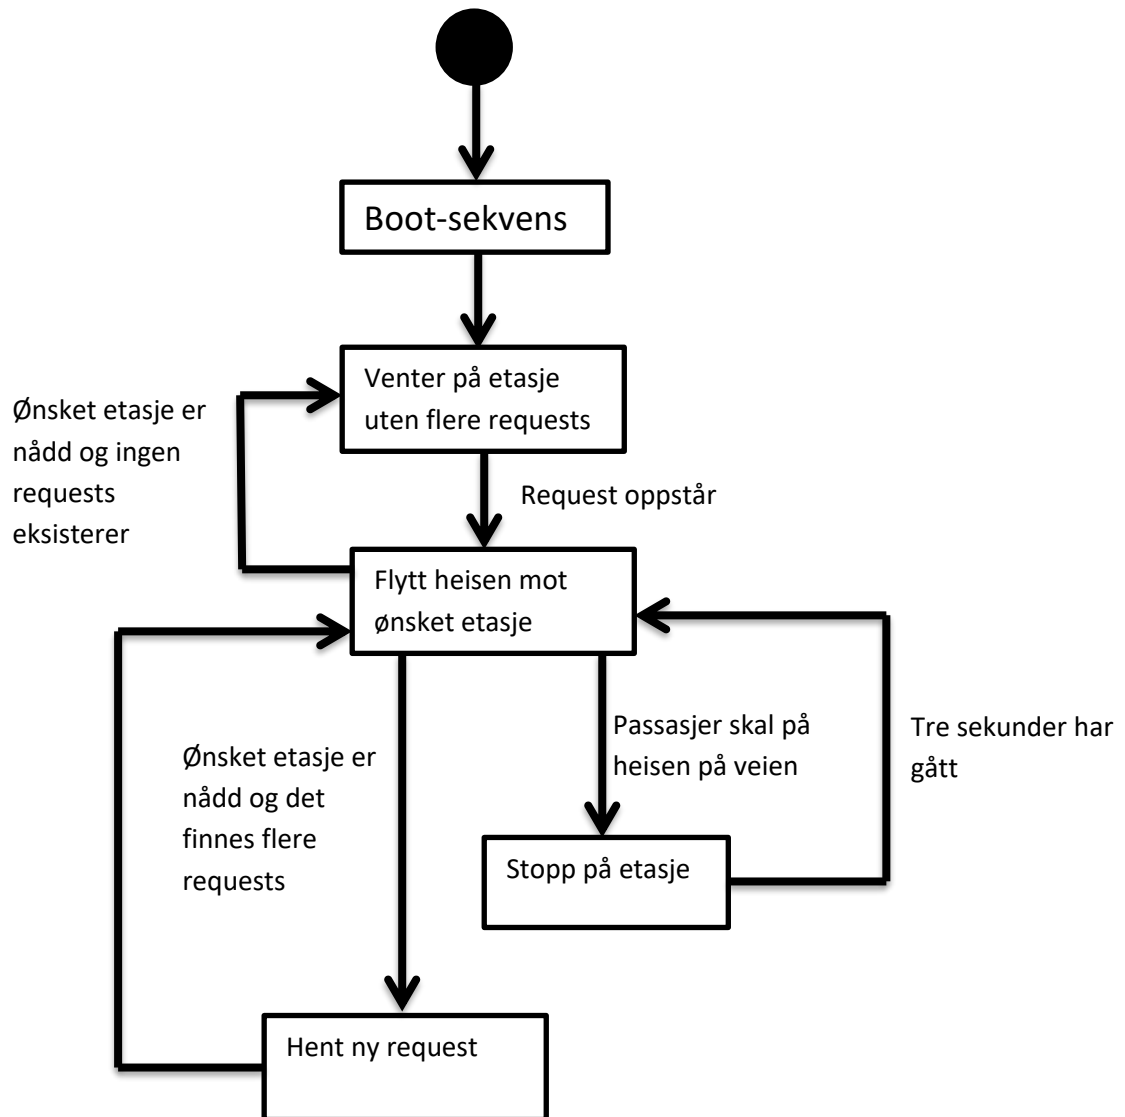 Boot-sekvens
Venter på etasje
uten flere requests
Ønsket etasje er
nådd og ingen
requests
eksisterer
Request oppstår
Flytt heisen mot
ønsket etasje
Passasjer skal på
heisen på veien
Tre sekunder har
gått
Ønsket etasje er
nådd og det
finnes flere
requests
Stopp på etasje
Hent ny request